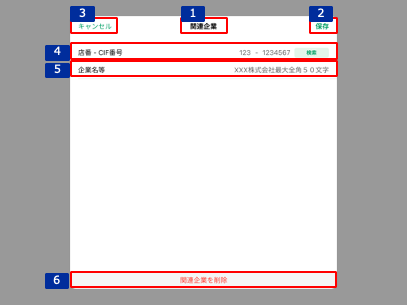 3
1
2
キャンセル
関連企業
保存
4
店番・CIF番号
123 - 1234567
検索
5
企業名等
XXX株式会社最大全角５０文字
6
関連企業を削除